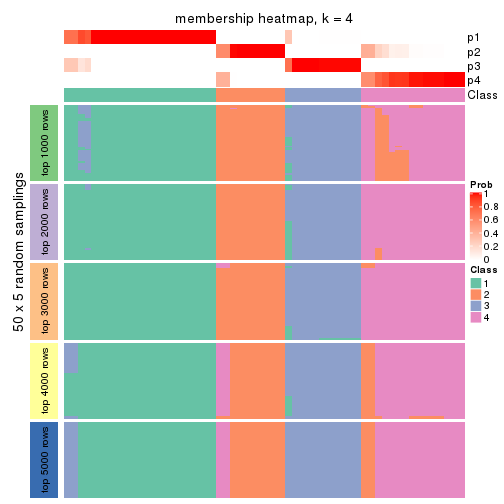 membership heatmap, k = 4
p1
p2
p3
p4
Class
50 x 5 random samplings
top 1000 rows
top 2000 rows
top 3000 rows
top 4000 rows
top 5000 rows
Prob
1
0.8
0.6
0.4
0.2
0
Class
1
2
3
4